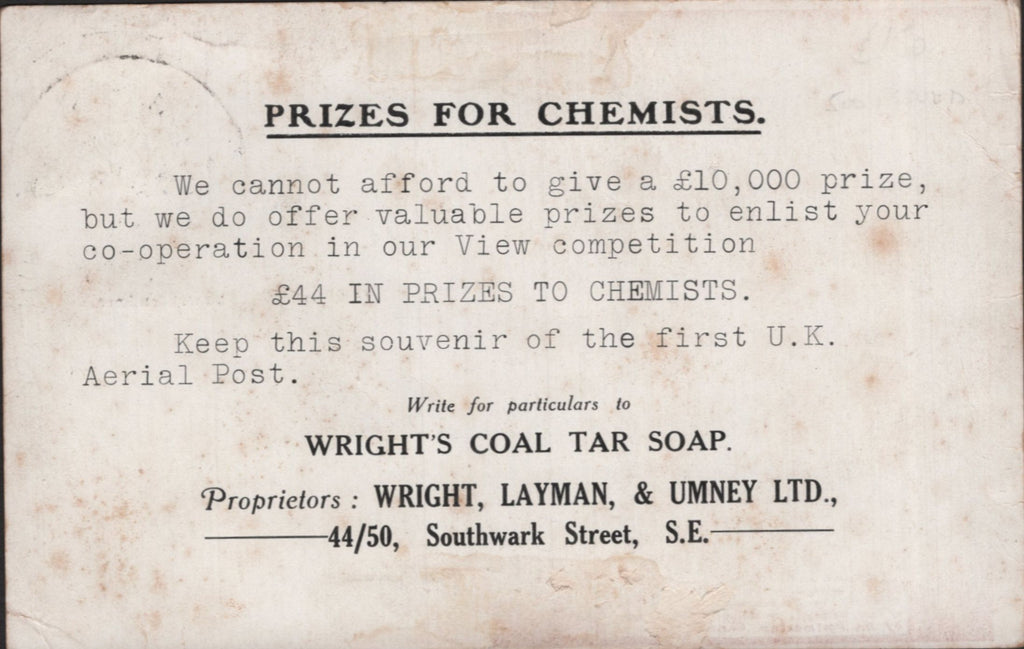 PRIZES FOR CHEMISTS.
We cannot afford to give a £10,000 prize,
but we do offer valuable prizes to enlist your
co-operation in our View competition
£44 IN PRIZES TO CHEMISTS.
Keep this souvenir of the first U.K.
Aerial Post.
Write for particulars to
WRIGHT'S COAL TAR SOAP.
Proprietors : WRIGHT, LAYMAN, & UMNEY LTD.,
44/50, Southwark Street, S.E.